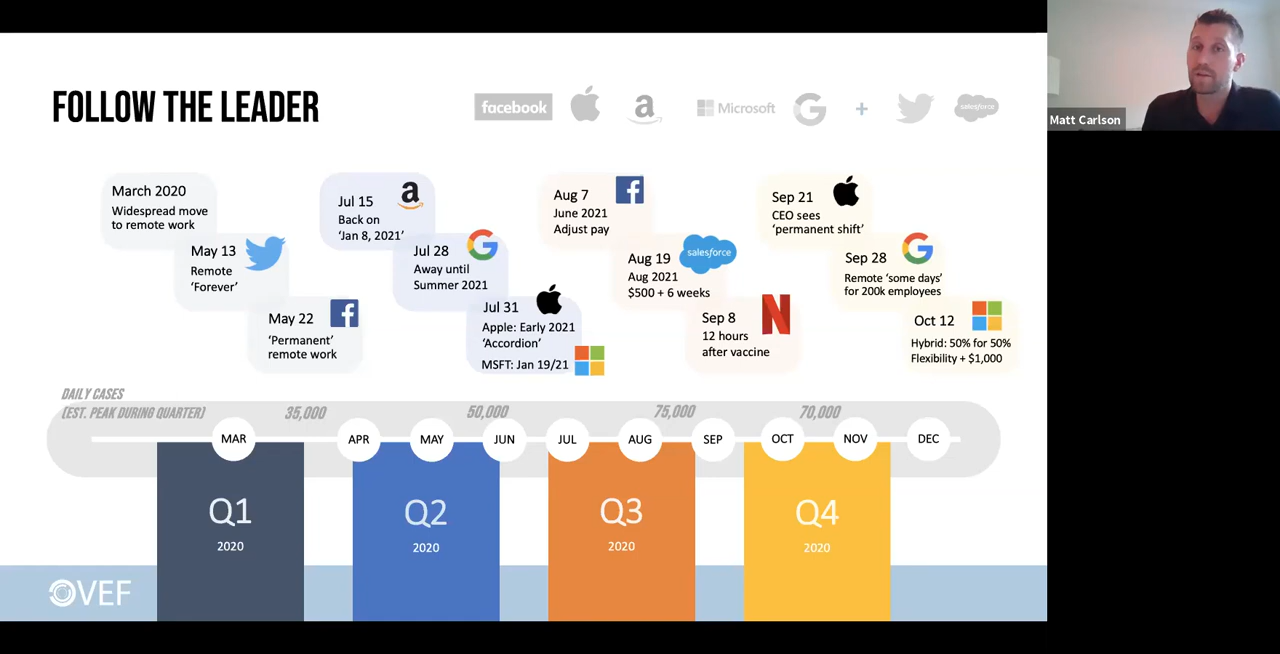 FOLLOW THE LEADER
facebook
a
Microsoft
G
+
salesforce
Matt Carlson
March 2020
Widespread move
to remote work
May 13
Remote
‘Forever’
May 22
‘Permanent’
remote work
Jul 15
a
Back on
‘Jan 8, 2021’
Jul 28
G
Away until
Summer 2021
Jul 31
Apple: Early 2021
‘Accordion’
MSFT: Jan 19/21
Aug 7
June 2021
Adjust pay
Aug 19
salesforce
Aug 2021
$500 + 6 weeks
Sep 8
N
12 hours
after vaccine
Sep 21
CEO sees
‘permanent shift’
Sep 28
G
Remote ‘some days’
for 200k employees
Oct 12
Hybrid: 50% for 50%
Flexibility + $1,000
DAILY CASES
(EST. PEAK DURING QUARTER)
35,000
50,000
75,000
70,000
MAR
APR
MAY
JUN
JUL
AUG
SEP
OCT
NOV
DEC
Q1
2020
Q2
2020
Q3
2020
Q4
2020
VEF